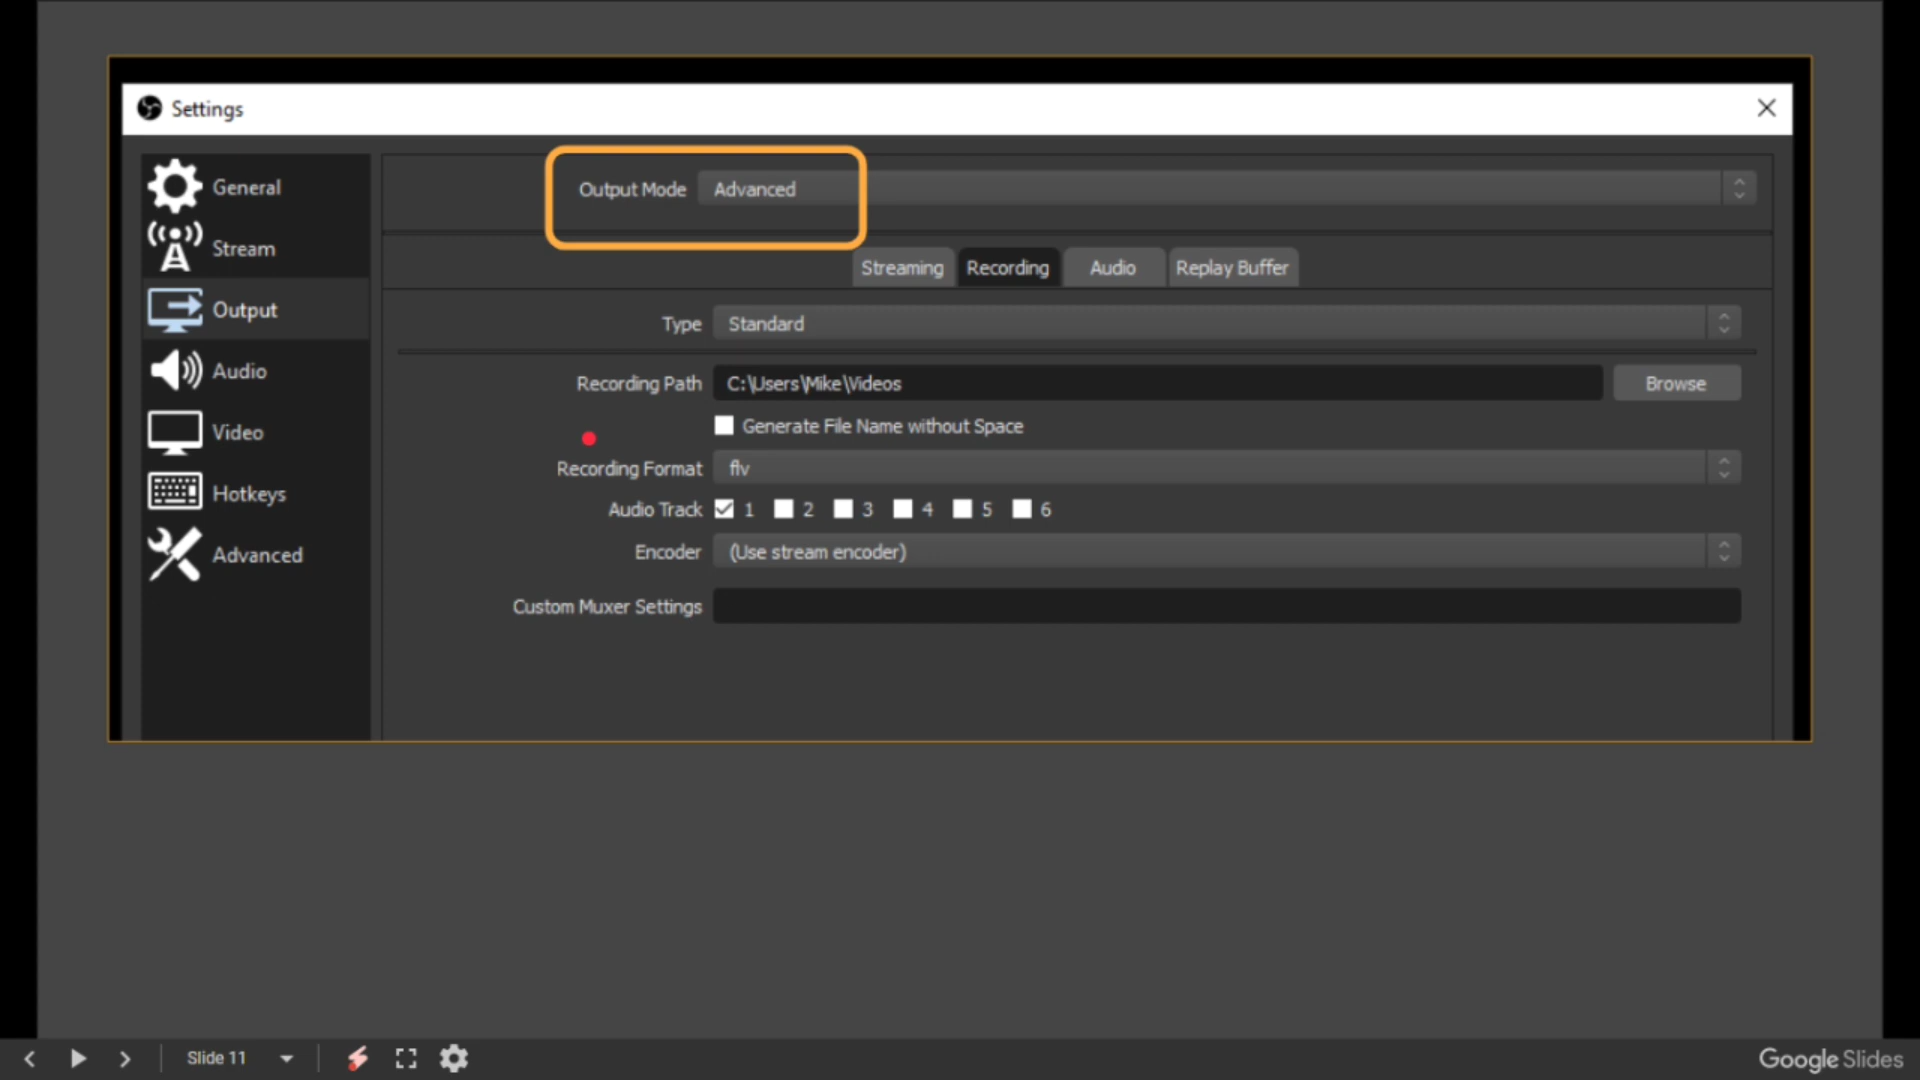 Settings
General
Stream
Output
Audio
Video
Hotkeys
Advanced
Output Mode Advanced
Streaming Recording Audio Replay Buffer
Type Standard
Recording Path C:\Users\Mike\Videos Browse
Generate File Name without Space
Recording Format flv
Audio Track 1 2 3 4 5 6
Encoder (Use stream encoder)
Custom Muxer Settings
Slide 11
Google Slides